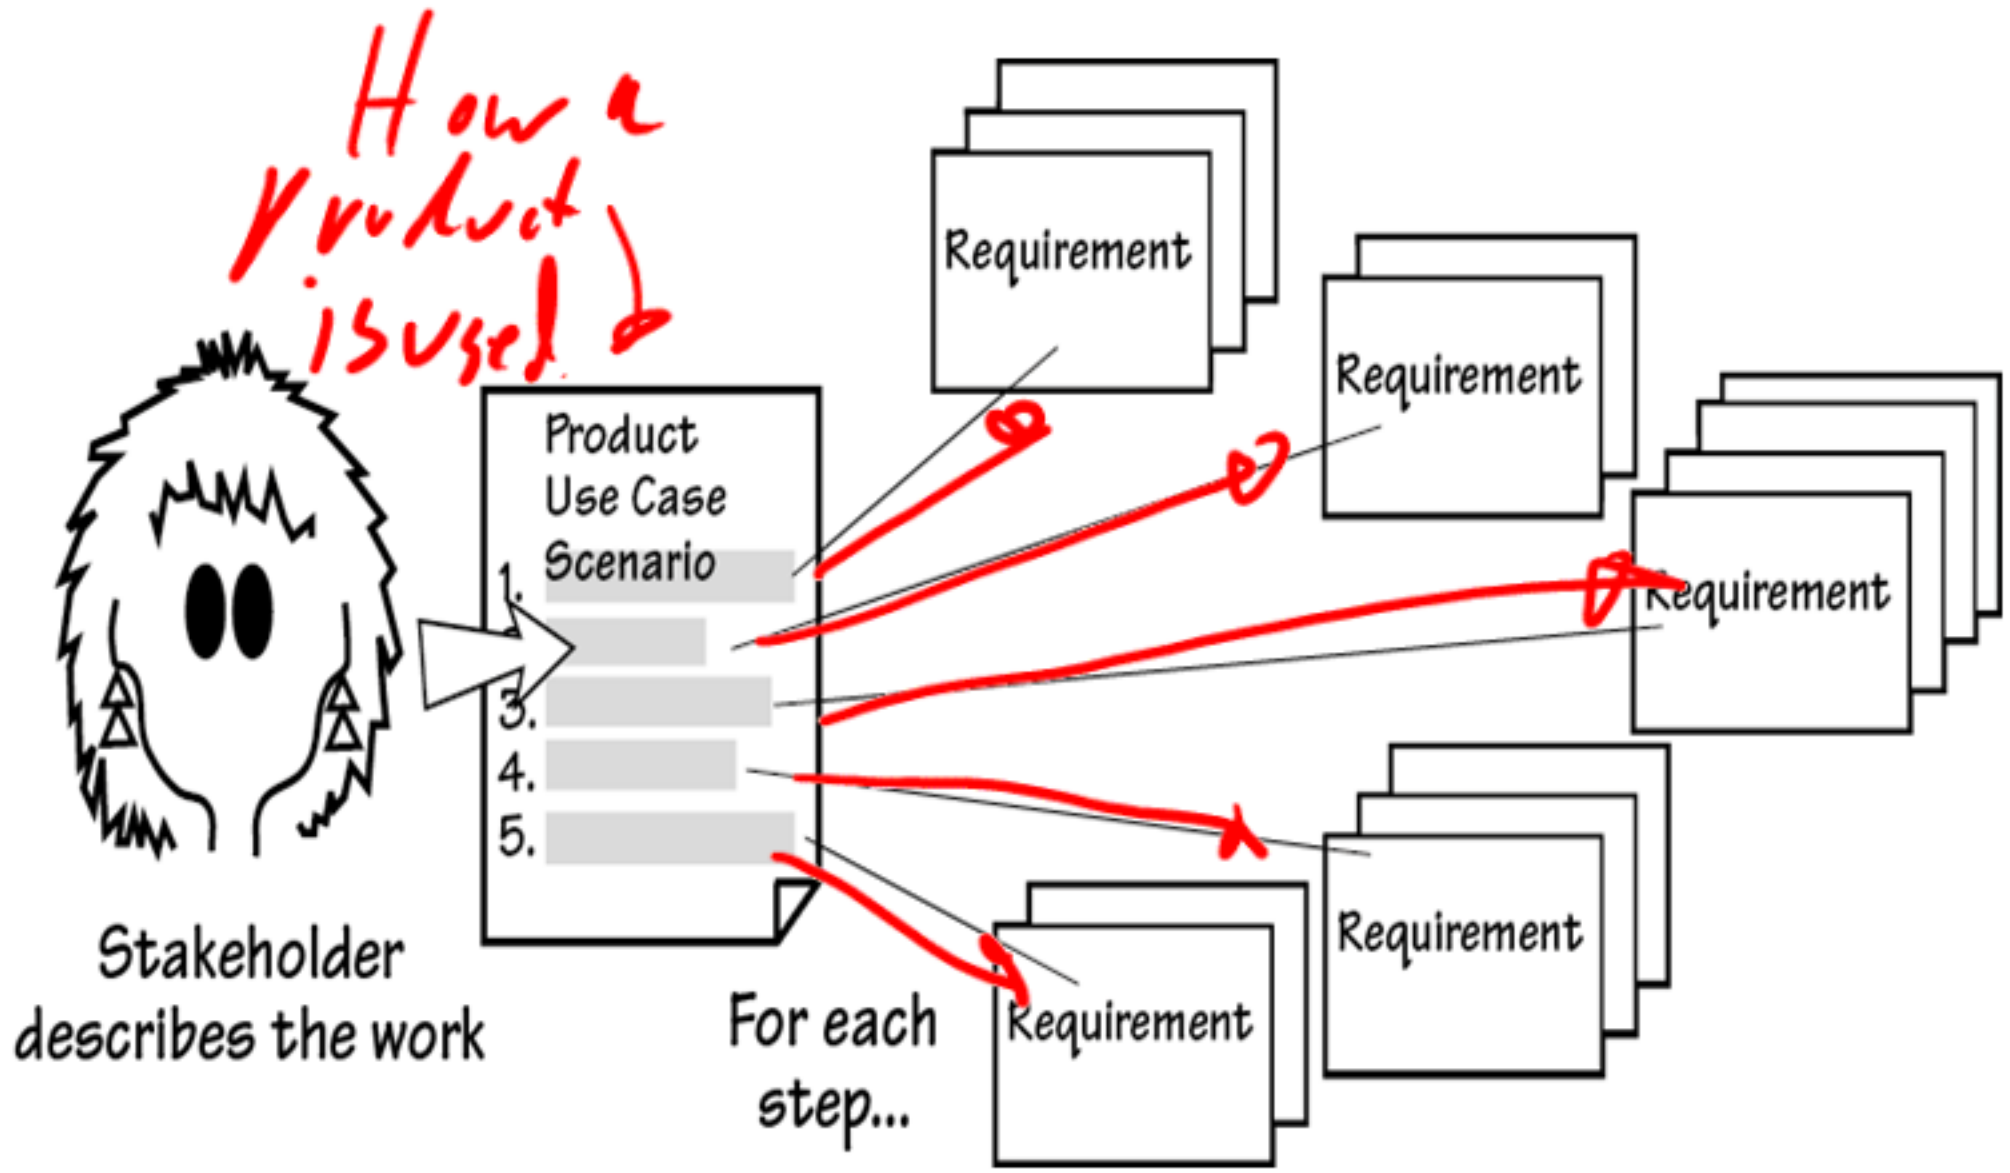 How a
product
is used
Product
Use Case
Scenario
1.
3.
4.
5.
Stakeholder
describes the work
For each
step...
Requirement
Requirement
Requirement
Requirement
Requirement